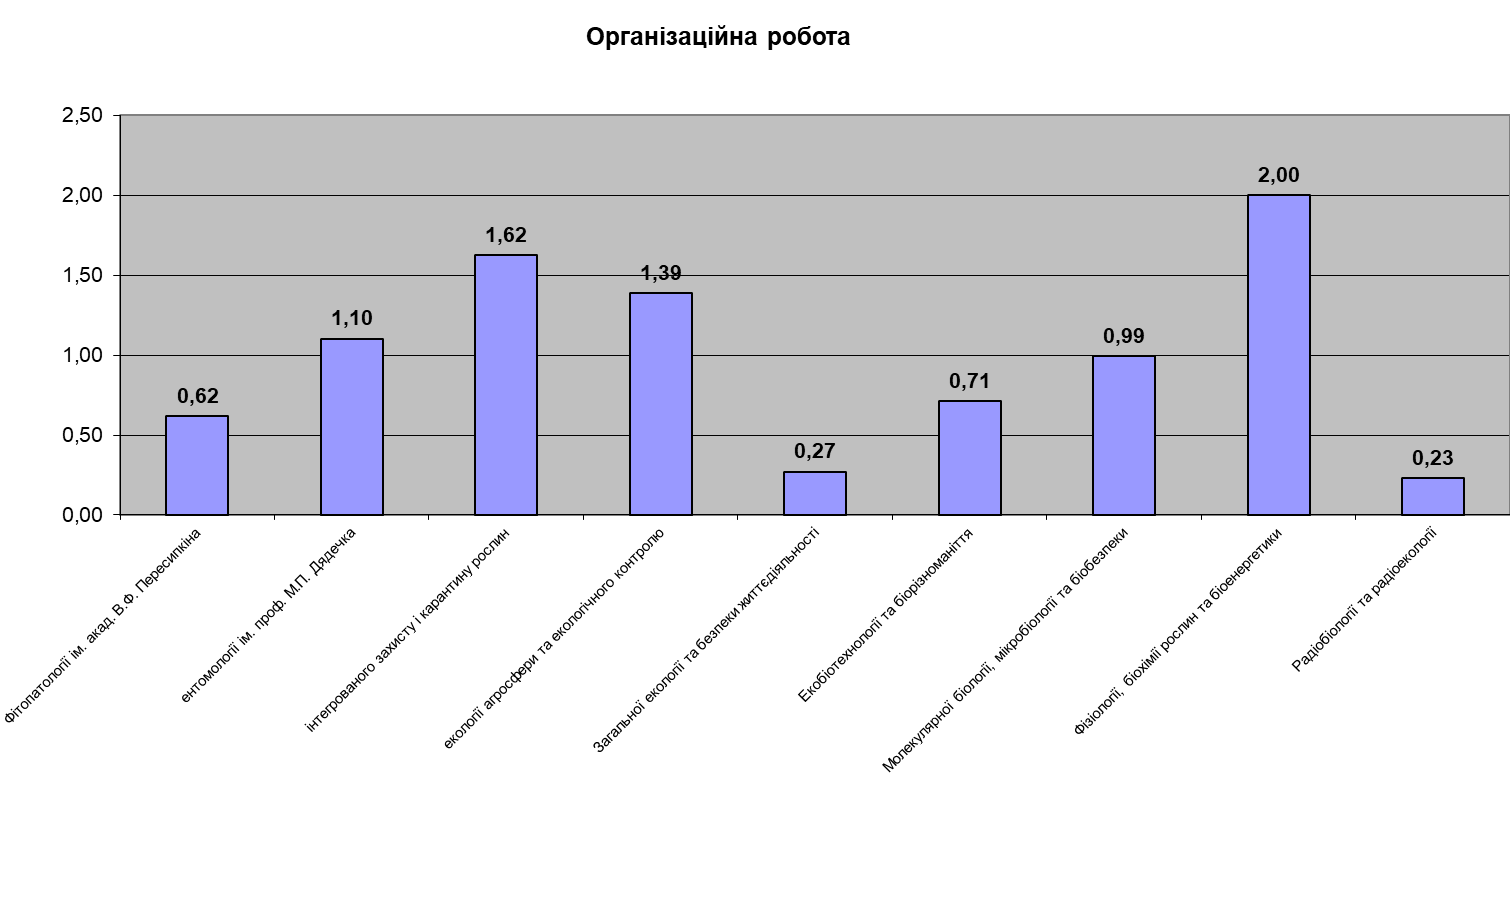 Організаційна робота
2,50
2,00
1,50
1,00
0,50
0,00
0,62
1,10
1,62
1,39
0,27
0,71
0,99
2,00
0,23
Фітопатології ім. акад. В.Ф. Пересипкіна
ентомології ім. проф. М.П. Дядечка
інтегрованого захисту і карантину рослин
екології агросфери та екологічного контролю
Загальної екології та безпеки життєдіяльності
Екобіотехнології та біорізноманіття
Молекулярної біології, мікробіології та біобезпеки
Фізіології, біохімії рослин та біоенергетики
Радіобіології та радіоекології